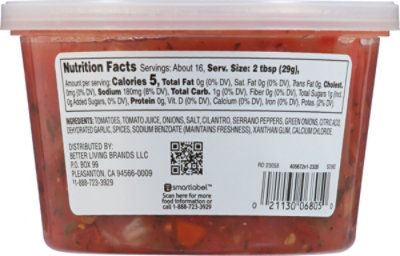 Nutrition Facts Servings: About 16, Serv. Size: 2 tbsp (29g),
Amount per serving: Calories 5, Total Fat 0g (0% DV), Sat. Fat 0g (0% DV), Trans Fat 0g, Cholest.
0mg (0% DV), Sodium 180mg (8% DV), Total Carb. 1g (0% DV), Fiber 0g (0% DV), Total Sugars 1g (Incl.
0g Added Sugars, 0% DV), Protein 0g, Vit. D (0% DV), Calcium (0% DV), Iron (0% DV), Potas. (2% DV).
INGREDIENTS: TOMATOES, TOMATO JUICE, ONIONS, SALT, CILANTRO, SERRANO PEPPERS, GREEN ONIONS, CITRIC ACID,
DEHYDRATED GARLIC, SPICES, SODIUM BENZOATE (MAINTAINS FRESHNESS), XANTHAN GUM, CALCIUM CHLORIDE.
DISTRIBUTED BY:
BETTER LIVING BRANDS LLC
P.O. BOX 99
PLEASANTON, CA 94566-0009
1-888-723-3929
smartlabel™
Scan here for more
food information or
call 1-888-723-3929
0 21130 06805 0